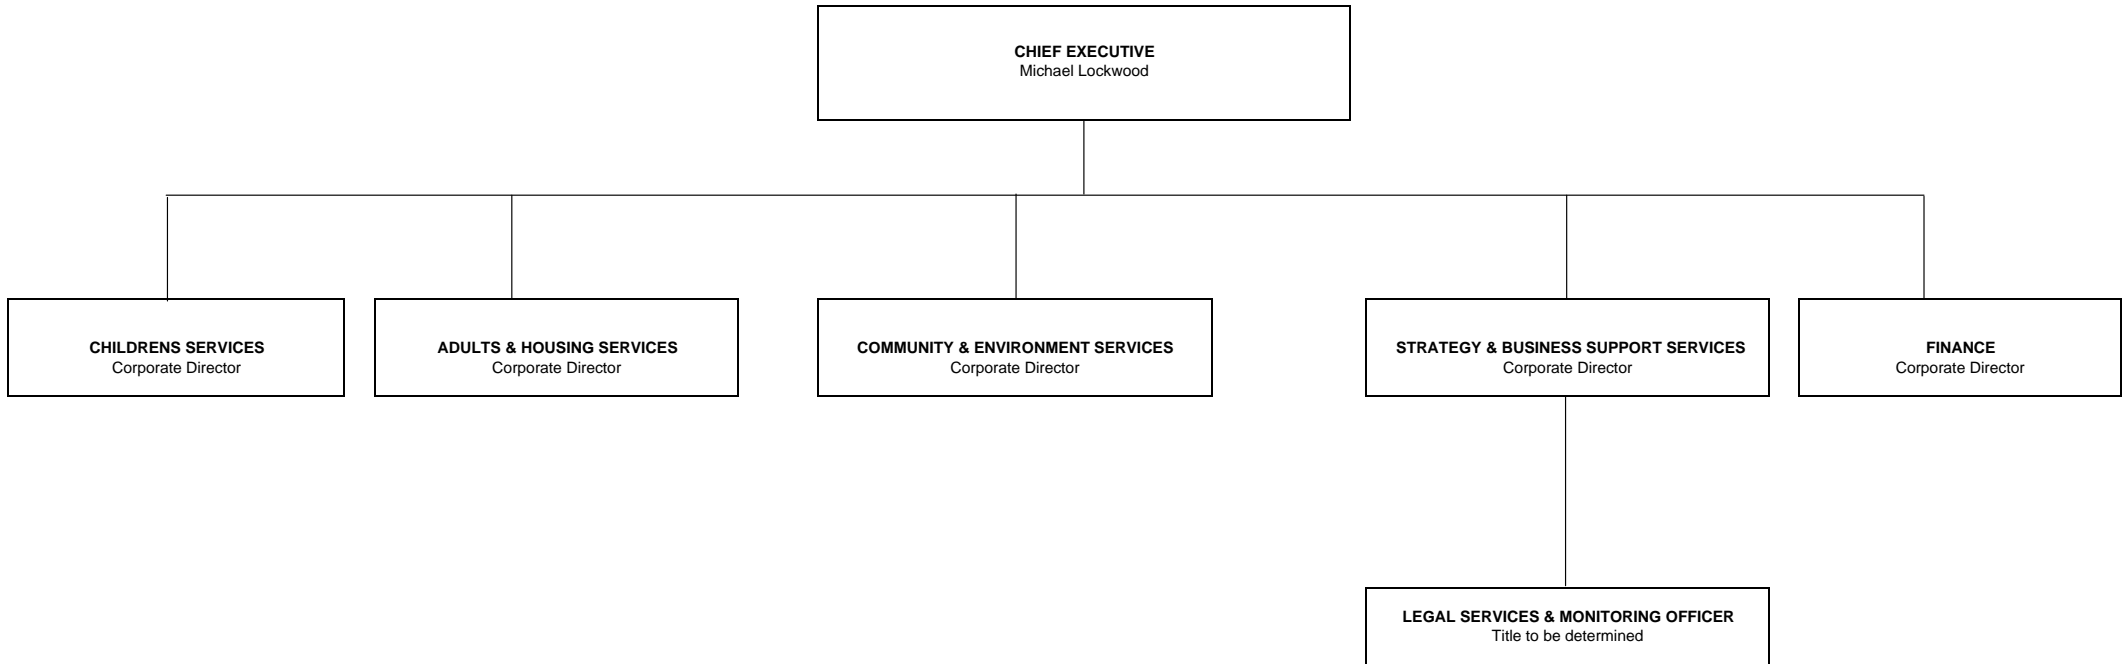 CHIEF EXECUTIVE
Michael Lockwood
CHILDRENS SERVICES
Corporate Director
ADULTS & HOUSING SERVICES
Corporate Director
COMMUNITY & ENVIRONMENT SERVICES
Corporate Director
STRATEGY & BUSINESS SUPPORT SERVICES
Corporate Director
FINANCE
Corporate Director
LEGAL SERVICES & MONITORING OFFICER
Title to be determined